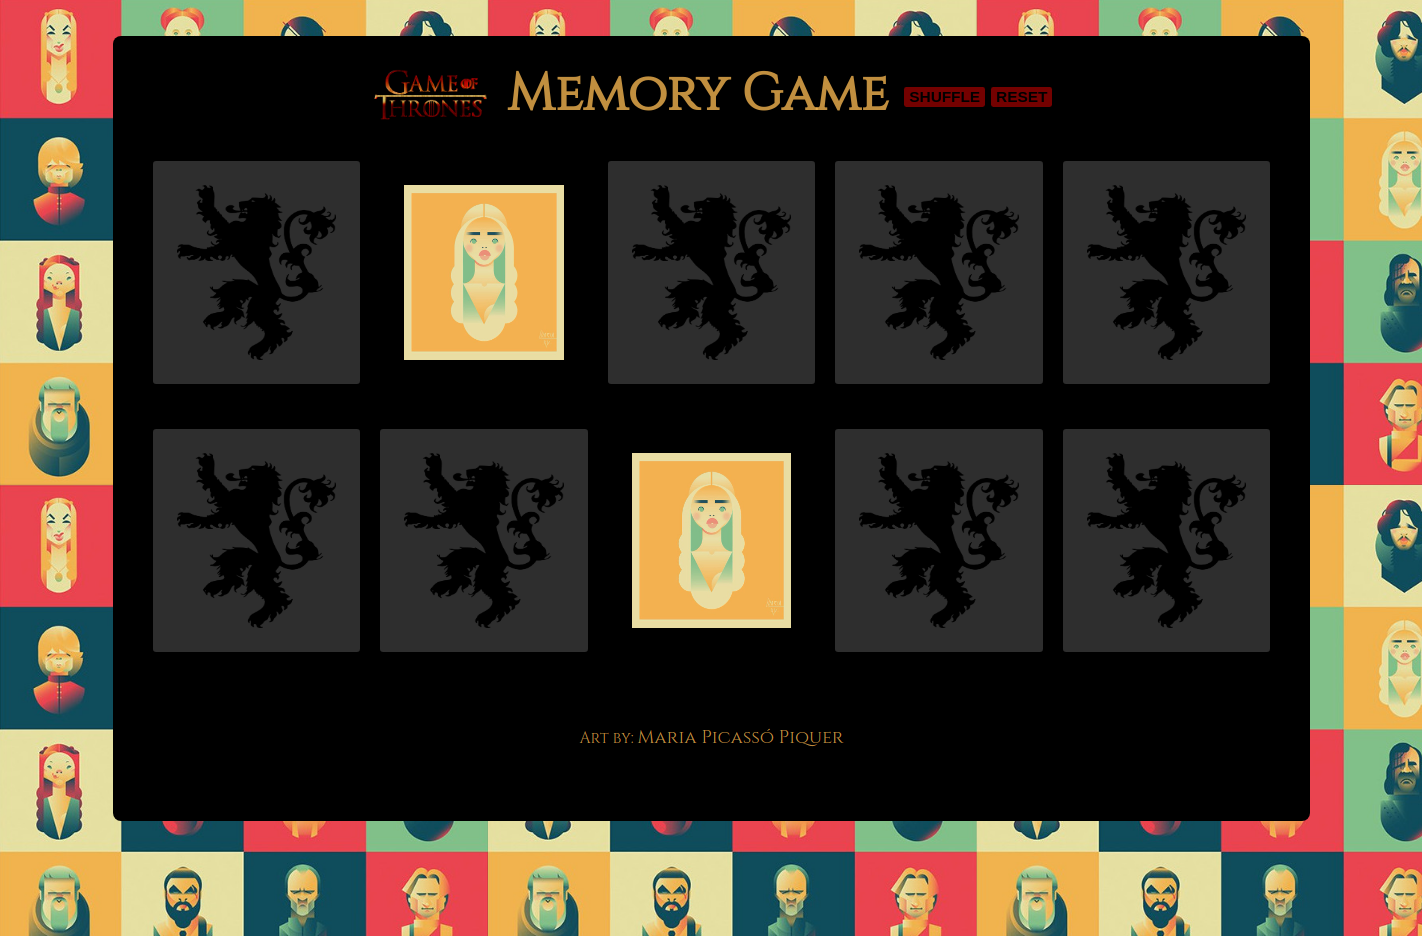 GAME OF
THRONES
MEMORY GAME
SHUFFLE
RESET
ART BY: MARIA PICASSÓ PIQUER